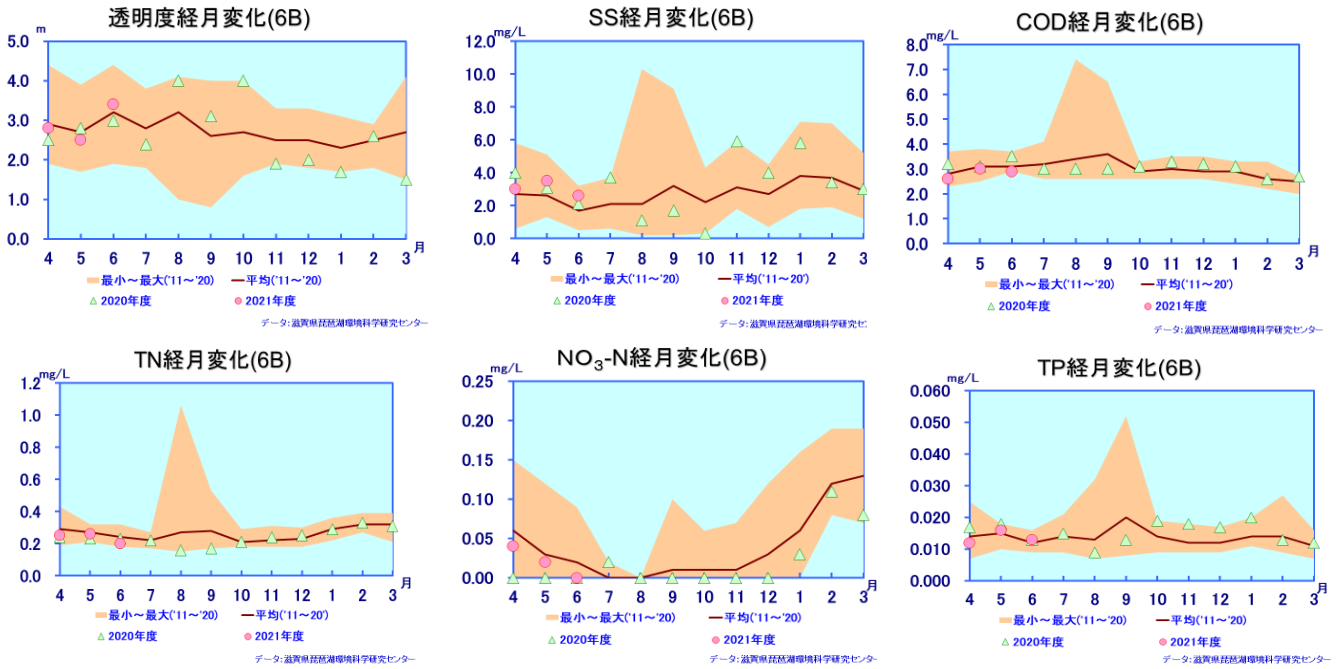 透明度経月変化(6B)
m
5.0
4.0
3.0
2.0
1.0
0.0
4 5 6 7 8 9 10 11 12 1 2 3
月
最小～最大('11～'20)
平均('11～'20)
2020年度
2021年度
データ：滋賀県琵琶湖環境科学研究センター
SS経月変化(6B)
mg/L
12.0
10.0
8.0
6.0
4.0
2.0
0.0
4 5 6 7 8 9 10 11 12 1 2 3
月
最小～最大('11～'20)
平均('11～20')
2020年度
2021年度
データ：滋賀県琵琶湖環境科学研究セ
COD経月変化(6B)
mg/L
8.0
7.0
6.0
5.0
4.0
3.0
2.0
1.0
0.0
4 5 6 7 8 9 10 11 12 1 2 3
月
最小～最大('11～'20)
平均('11～20')
2020年度
2021年度
データ：滋賀県琵琶湖環境科学研究センター
TN経月変化(6B)
mg/L
1.2
1.0
0.8
0.6
0.4
0.2
0.0
4 5 6 7 8 9 10 11 12 1 2 3
月
最小～最大('11～'20)
平均('11～20')
2020年度
2021年度
データ：滋賀県琵琶湖環境科学研究センター
NO₃-N経月変化(6B)
mg/L
0.25
0.20
0.15
0.10
0.05
0.00
4 5 6 7 8 9 10 11 12 1 2 3
月
最小～最大('11～'20)
平均('11～'20)
2020年度
2021年度
データ：滋賀県琵琶湖環境科学研究センター
TP経月変化(6B)
mg/L
0.060
0.050
0.040
0.030
0.020
0.010
0.000
4 5 6 7 8 9 10 11 12 1 2 3
月
最小～最大('11～'20)
平均('11～20')
2020年度
2021年度
データ：滋賀県琵琶湖環境科学研究センター